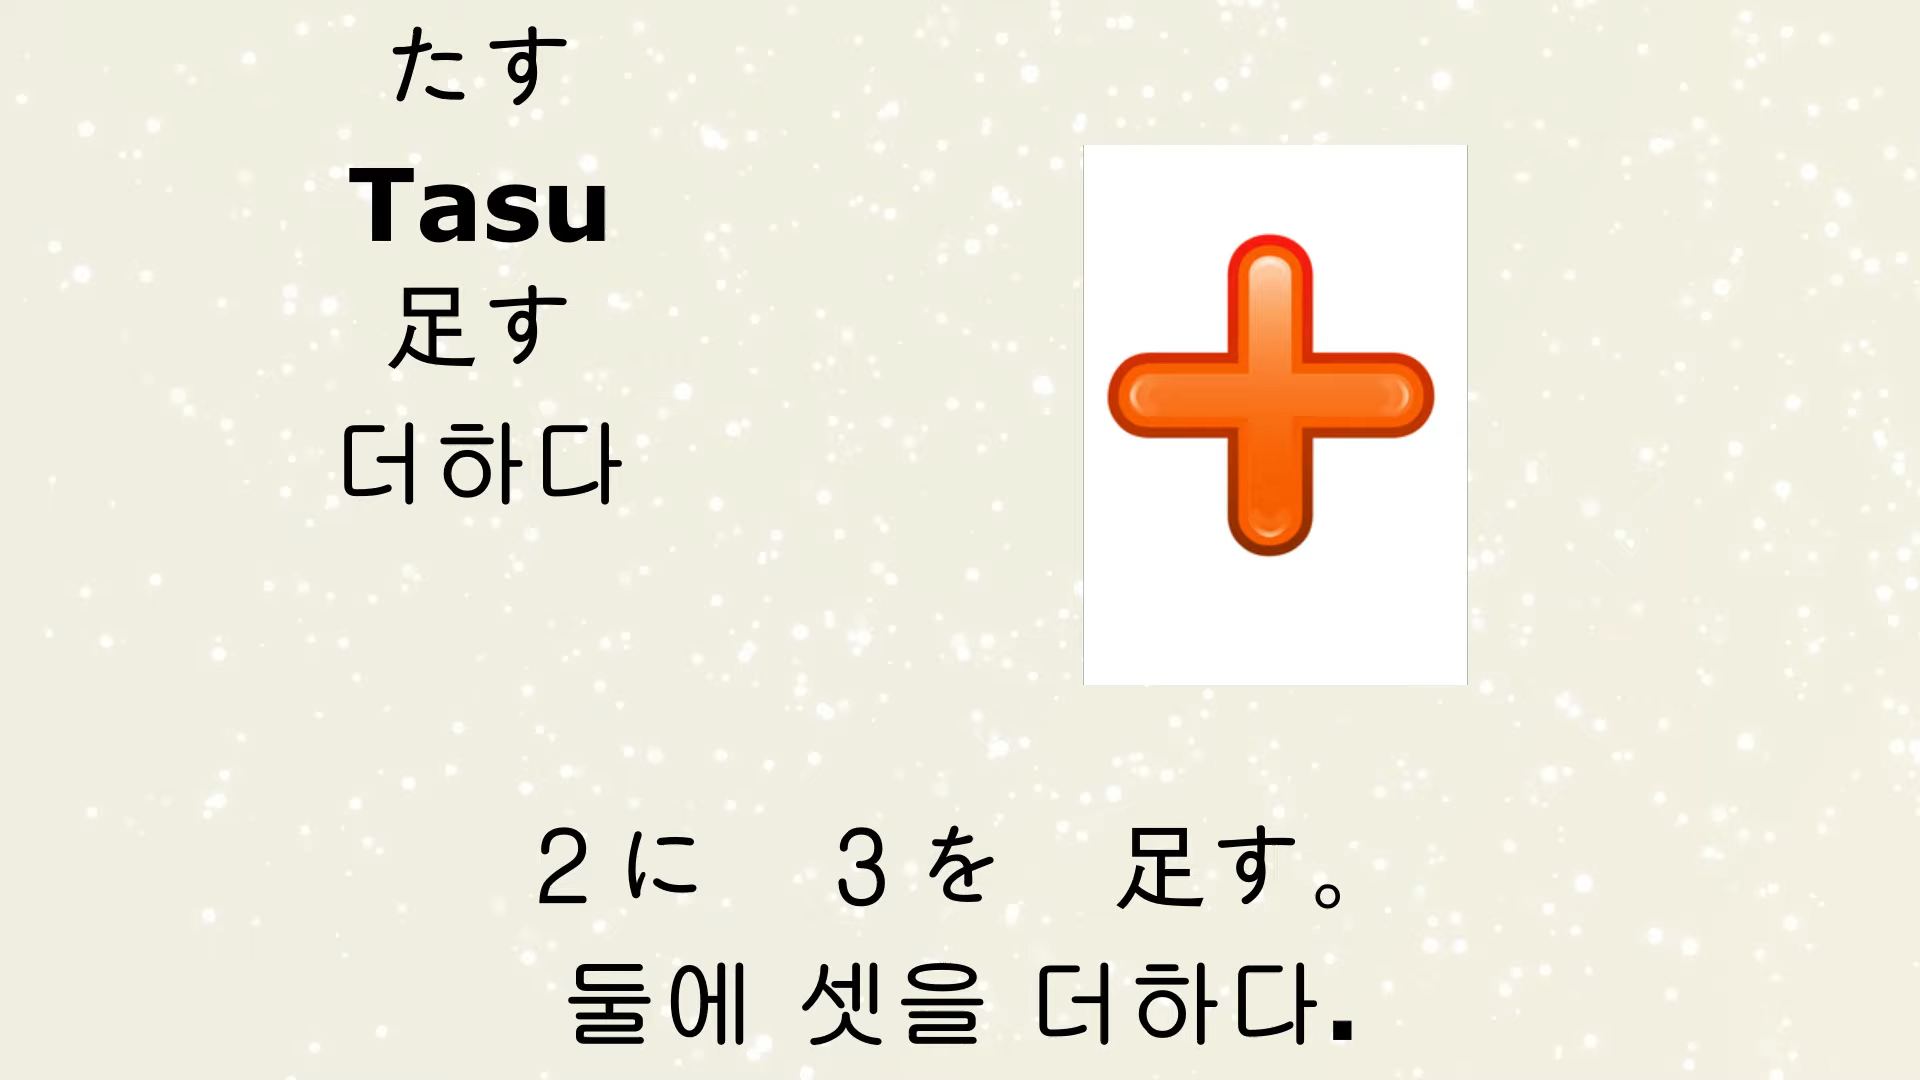 たす
Tasu
足す
더하다
２に　３を　足す。
둘에 셋을 더하다.